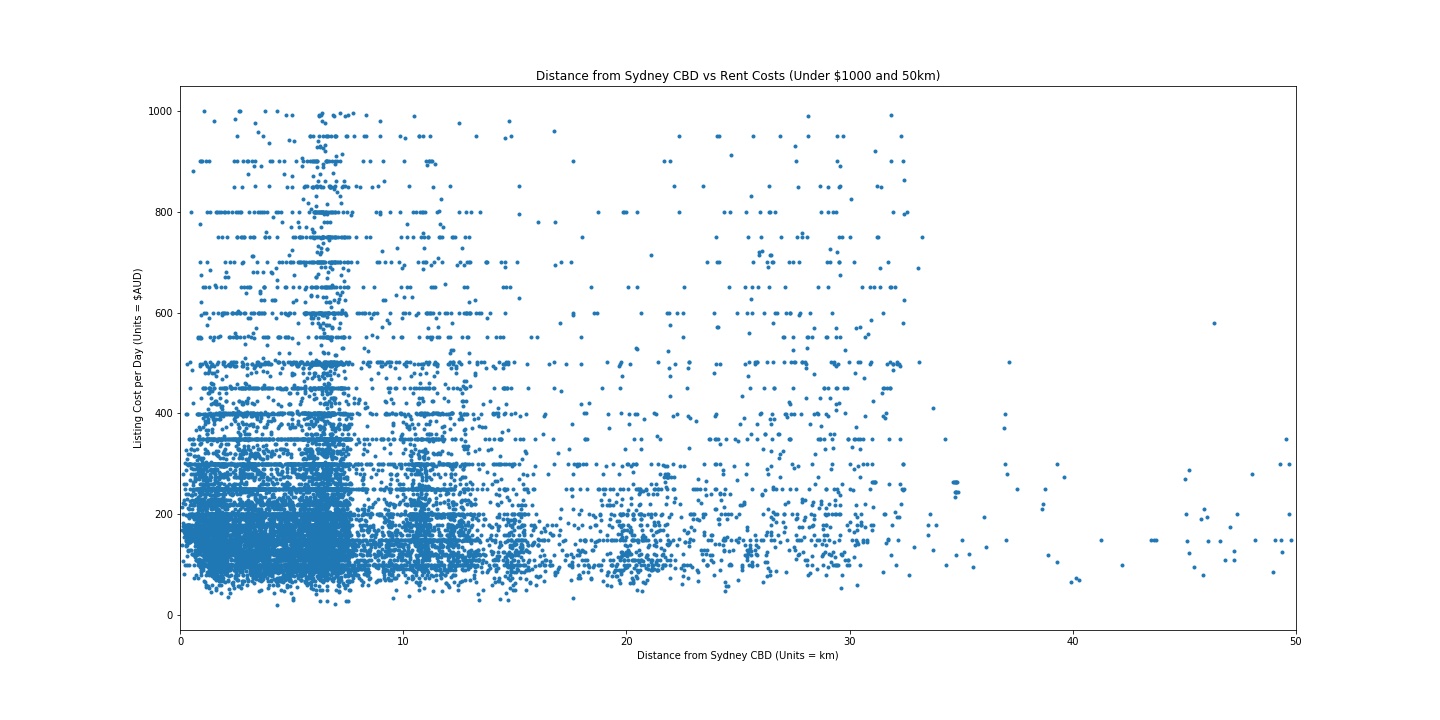 Distance from Sydney CBD vs Rent Costs (Under $1000 and 50km)
Listing Cost per Day (Units = $AUD)
1000
800
600
400
200
0
0 10 20 30 40 50
Distance from Sydney CBD (Units = km)